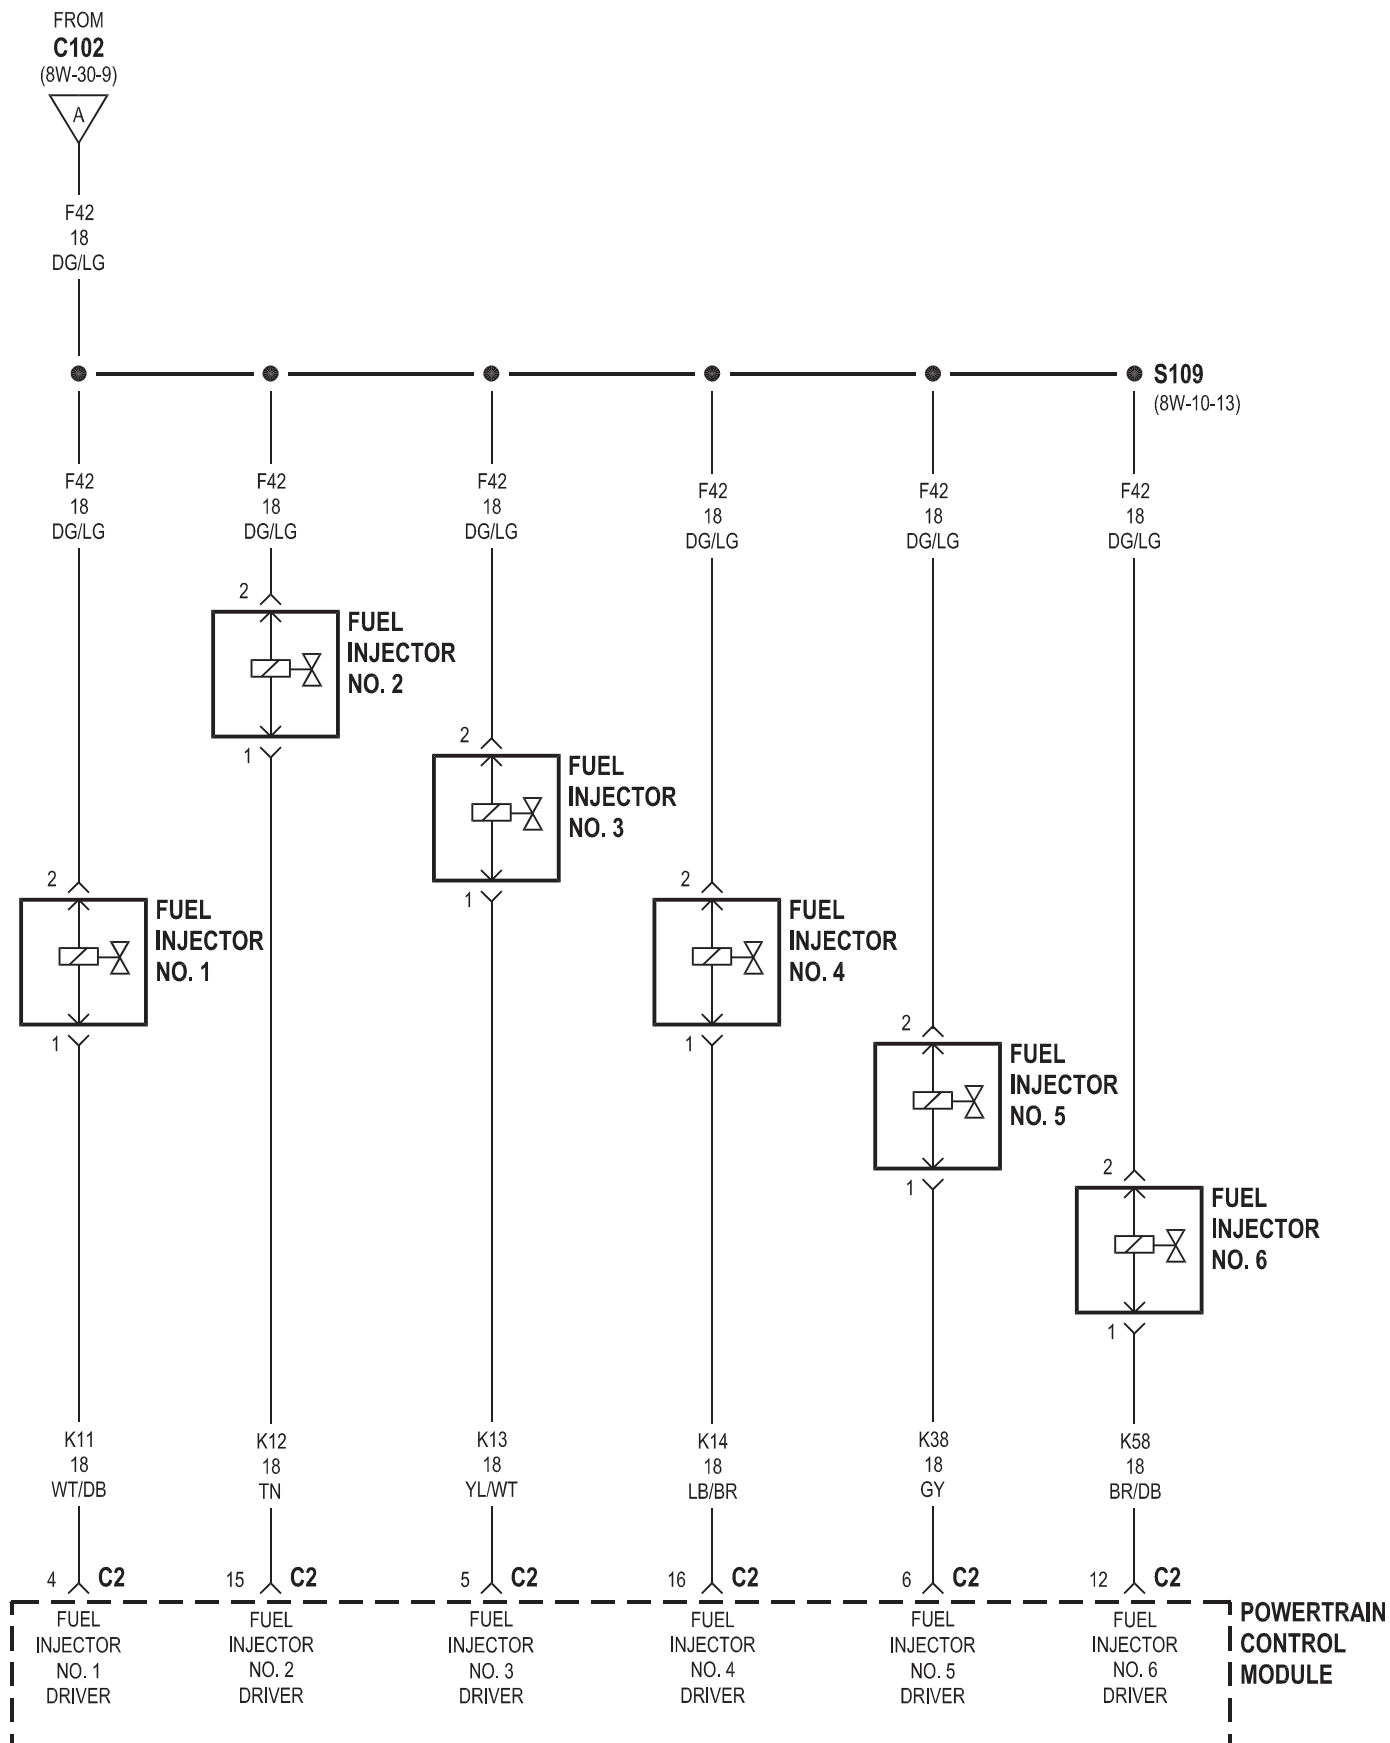 FROM
C102
(8W-30-9)
A
F42
18
DG/LG
S109
(8W-10-13)
F42
18
DG/LG
F42
18
DG/LG
F42
18
DG/LG
F42
18
DG/LG
F42
18
DG/LG
F42
18
DG/LG
2
FUEL
INJECTOR
NO. 2
1
2
FUEL
INJECTOR
NO. 3
1
2
FUEL
INJECTOR
NO. 1
1
2
FUEL
INJECTOR
NO. 4
1
2
FUEL
INJECTOR
NO. 5
1
2
FUEL
INJECTOR
NO. 6
1
K11
18
WT/DB
K12
18
TN
K13
18
YL/WT
K14
18
LB/BR
K38
18
GY
K58
18
BR/DB
4 C2
15 C2
5 C2
16 C2
6 C2
12 C2
FUEL
INJECTOR
NO. 1
DRIVER
FUEL
INJECTOR
NO. 2
DRIVER
FUEL
INJECTOR
NO. 3
DRIVER
FUEL
INJECTOR
NO. 4
DRIVER
FUEL
INJECTOR
NO. 5
DRIVER
FUEL
INJECTOR
NO. 6
DRIVER
POWERTRAIN
CONTROL
MODULE